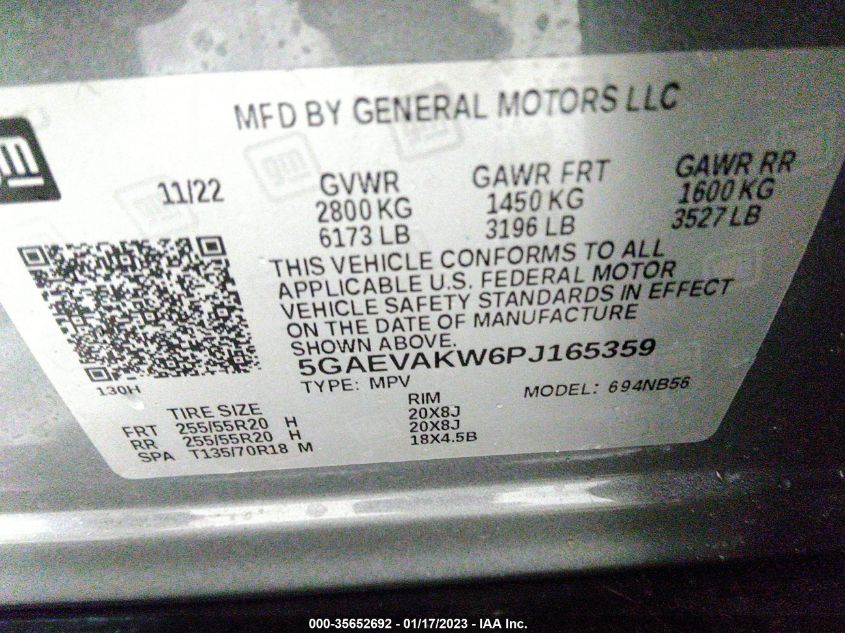 MFD BY GENERAL MOTORS LLC
gm
11/22
GVWR GAWR FRT GAWR RR
2800 KG 1450 KG 1600 KG
6173 LB 3196 LB 3527 LB
THIS VEHICLE CONFORMS TO ALL
APPLICABLE U.S. FEDERAL MOTOR
VEHICLE SAFETY STANDARDS IN EFFECT
ON THE DATE OF MANUFACTURE
SHOWN ABOVE.
5GAEVAKW6PJ165359
130H
TYPE: MPV MODEL: 694NB56
TIRE SIZE RIM
FRT 255/55R20 H 20X8J
RR 255/55R20 H 20X8J
SPA T135/70R18 M 18X4.5B
000-35652692 - 01/17/2023 - IAA Inc.